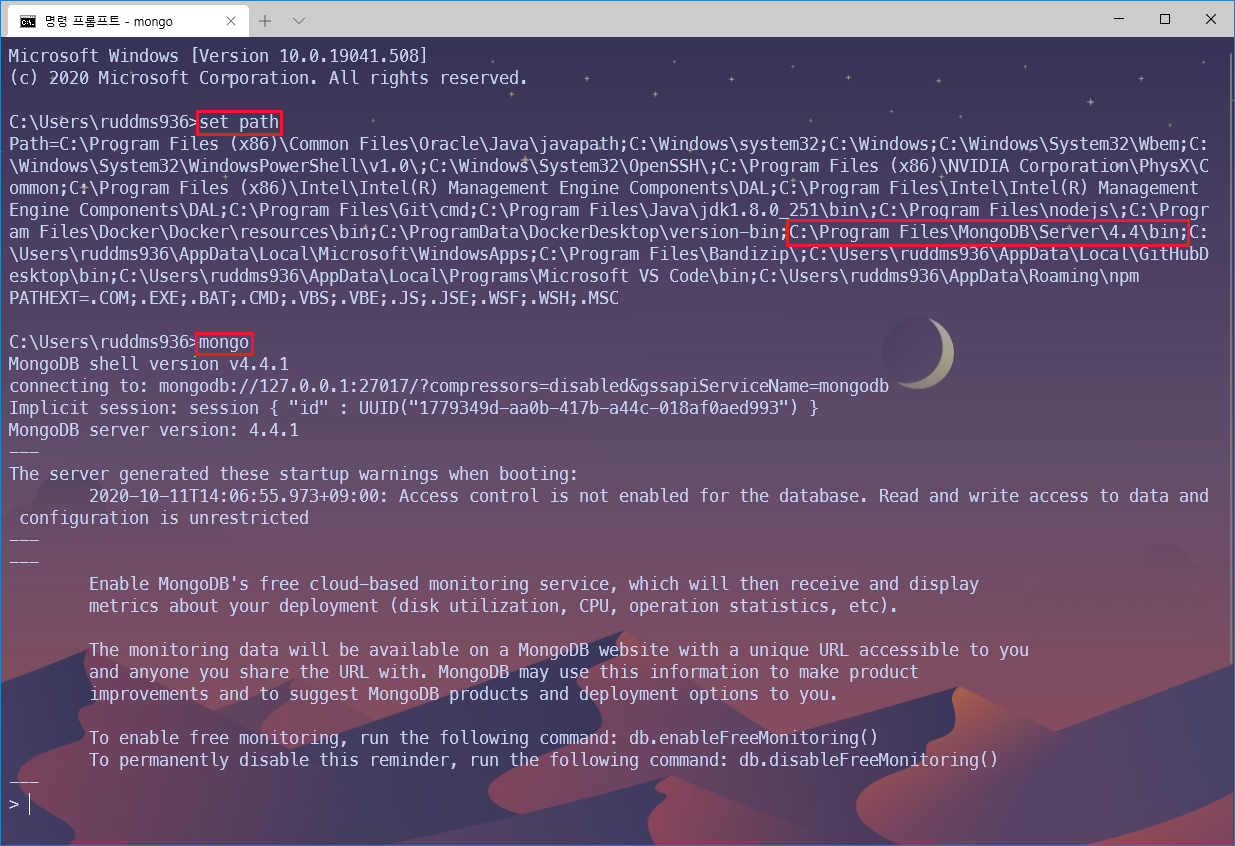 명령 프롬프트 - mongo
Microsoft Windows [Version 10.0.19041.508]
(c) 2020 Microsoft Corporation. All rights reserved.
C:\Users\ruddms936>set path
Path=C:\Program Files (x86)\Common Files\Oracle\Java\javapath;C:\Windows\system32;C:\Windows;C:\Windows\System32\Wbem;C:
\Windows\System32\WindowsPowerShell\v1.0\;C:\Windows\System32\OpenSSH\;C:\Program Files (x86)\NVIDIA Corporation\PhysX\C
ommon;C:\Program Files (x86)\Intel\Intel(R) Management Engine Components\DAL;C:\Program Files\Intel\Intel(R) Management
Engine Components\DAL;C:\Program Files\Git\cmd;C:\Program Files\Java\jdk1.8.0_251\bin\;C:\Program Files\nodejs\;C:\Progr
am Files\Docker\Docker\resources\bin;C:\ProgramData\DockerDesktop\version-bin;C:\Program Files\MongoDB\Server\4.4\bin;C:
\Users\ruddms936\AppData\Local\Microsoft\WindowsApps;C:\Program Files\Bandizip\;C:\Users\ruddms936\AppData\Local\GitHubD
esktop\bin;C:\Users\ruddms936\AppData\Local\Programs\Microsoft VS Code\bin;C:\Users\ruddms936\AppData\Roaming\npm
PATHEXT=.COM;.EXE;.BAT;.CMD;.VBS;.VBE;.JS;.JSE;.WSF;.WSH;.MSC
C:\Users\ruddms936>mongo
MongoDB shell version v4.4.1
connecting to: mongodb://127.0.0.1:27017/?compressors=disabled&gssapiServiceName=mongodb
Implicit session: session { "id" : UUID("1779349d-aa0b-417b-a44c-018af0aed993") }
MongoDB server version: 4.4.1
---
The server generated these startup warnings when booting:
2020-10-11T14:06:55.973+09:00: Access control is not enabled for the database. Read and write access to data and
configuration is unrestricted
---
---
Enable MongoDB's free cloud-based monitoring service, which will then receive and display
metrics about your deployment (disk utilization, CPU, operation statistics, etc).
The monitoring data will be available on a MongoDB website with a unique URL accessible to you
and anyone you share the URL with. MongoDB may use this information to make product
improvements and to suggest MongoDB products and deployment options to you.
To enable free monitoring, run the following command: db.enableFreeMonitoring()
To permanently disable this reminder, run the following command: db.disableFreeMonitoring()
---
>